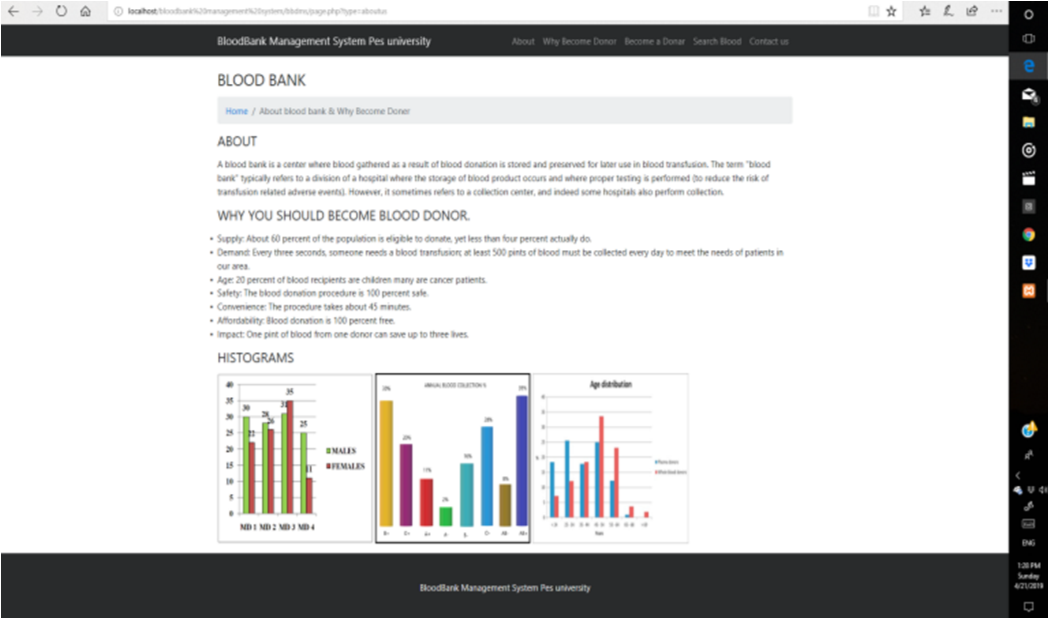 localhost/bloodbank%20management%20system/bbdms/page.php?type=aboutus
BloodBank Management System Pes university
About Why Become Donor Become a Donar Search Blood Contact us
BLOOD BANK
Home / About blood bank & Why Become Doner
ABOUT
A blood bank is a center where blood gathered as a result of blood donation is stored and preserved for later use in blood transfusion. The term "blood
bank" typically refers to a division of a hospital where the storage of blood product occurs and where proper testing is performed (to reduce the risk of
transfusion related adverse events). However, it sometimes refers to a collection center, and indeed some hospitals also perform collection.
WHY YOU SHOULD BECOME BLOOD DONOR.
• Supply: About 60 percent of the population is eligible to donate, yet less than four percent actually do.
• Demand: Every three seconds, someone needs a blood transfusion; at least 500 pints of blood must be collected every day to meet the needs of patients in
our area.
• Age: 20 percent of blood recipients are children many are cancer patients.
• Safety: The blood donation procedure is 100 percent safe.
• Convenience: The procedure takes about 45 minutes.
• Affordability: Blood donation is 100 percent free.
• Impact: One pint of blood from one donor can save up to three lives.
HISTOGRAMS
40
35
30
25
20
15
10
5
0
30 22 28 26 31 35 25 11
MALES
FEMALES
MD 1 MD 2 MD 3 MD 4
ANNUAL BLOOD COLLECTION %
Age distribution
BloodBank Management System Pes university
ENG
1:28 PM
Sunday
4/21/2019